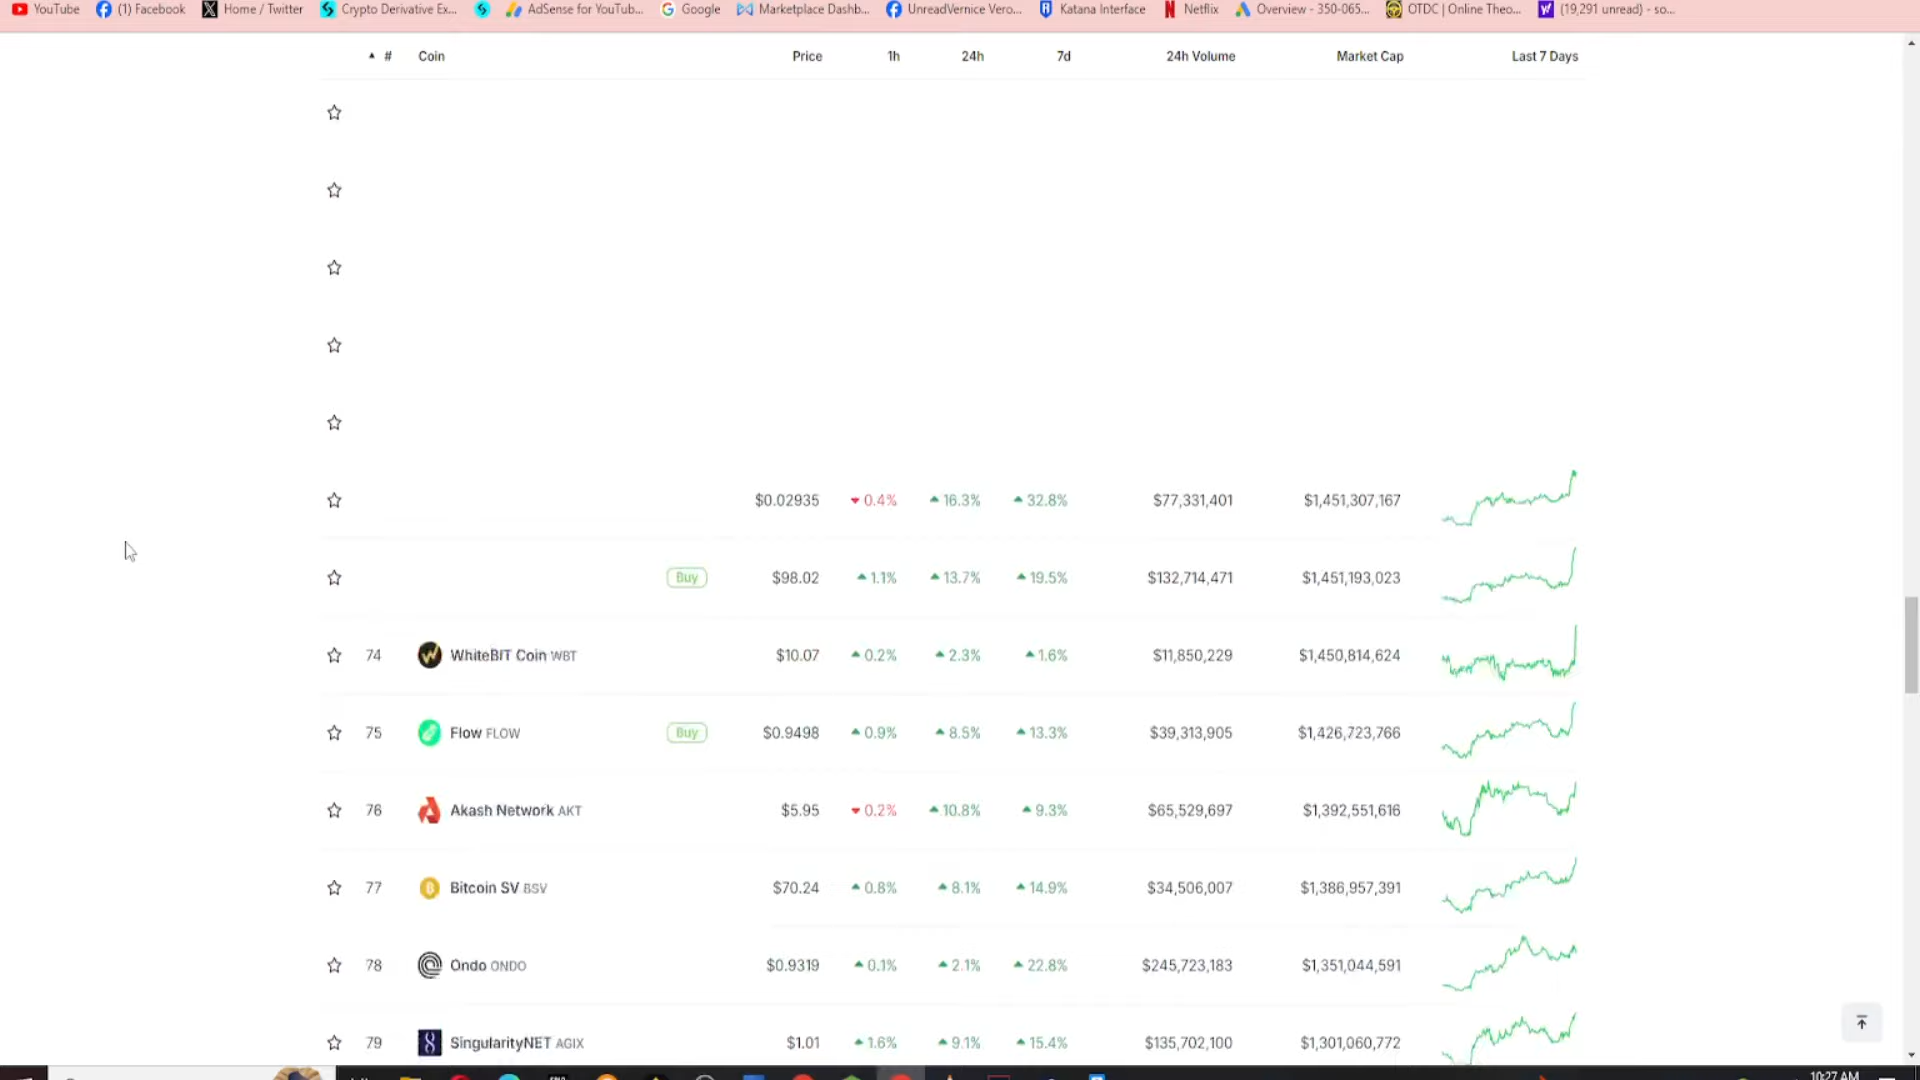 YouTube (1) Facebook Home / Twitter Crypto Derivative Ex... AdSense for YouTub... Google Marketplace Dashb... UnreadVernice Vero... Katana Interface Netflix Overview - 350-065... OTDC | Online Theo... (19,291 unread) - so...
# Coin Price 1h 24h 7d 24h Volume Market Cap Last 7 Days
$0.02935 0.4% 16.3% 32.8% $77,331,401 $1,451,307,167
Buy $98.02 1.1% 13.7% 19.5% $132,714,471 $1,451,193,023
74 WhiteBIT Coin WBT $10.07 0.2% 2.3% 1.6% $11,850,229 $1,450,814,624
75 Flow FLOW Buy $0.9498 0.9% 8.5% 13.3% $39,313,905 $1,426,723,766
76 Akash Network AKT $5.95 0.2% 10.8% 9.3% $65,529,697 $1,392,551,616
77 Bitcoin SV BSV $70.24 0.8% 8.1% 14.9% $34,506,007 $1,386,957,391
78 Ondo ONDO $0.9319 0.1% 2.1% 22.8% $245,723,183 $1,351,044,591
79 SingularityNET AGIX $1.01 1.6% 9.1% 15.4% $135,702,100 $1,301,060,772
10:27 AM